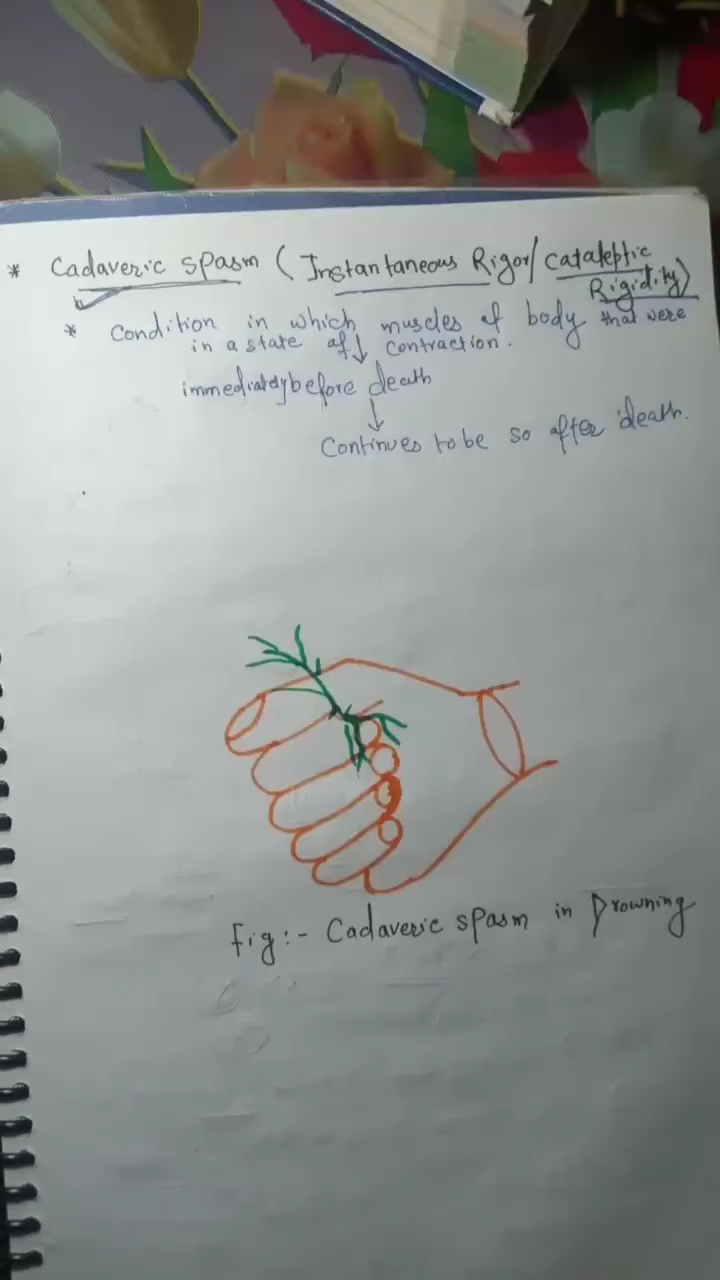 * Cadaveric spasm (Instantaneous Rigor/Cataleptic
Rigidity)
* Condition in which muscles of body that were
in a state of ↓ contraction.
immediately before death
↓
Continues to be so after death.
Fig:- Cadaveric spasm in Drowning